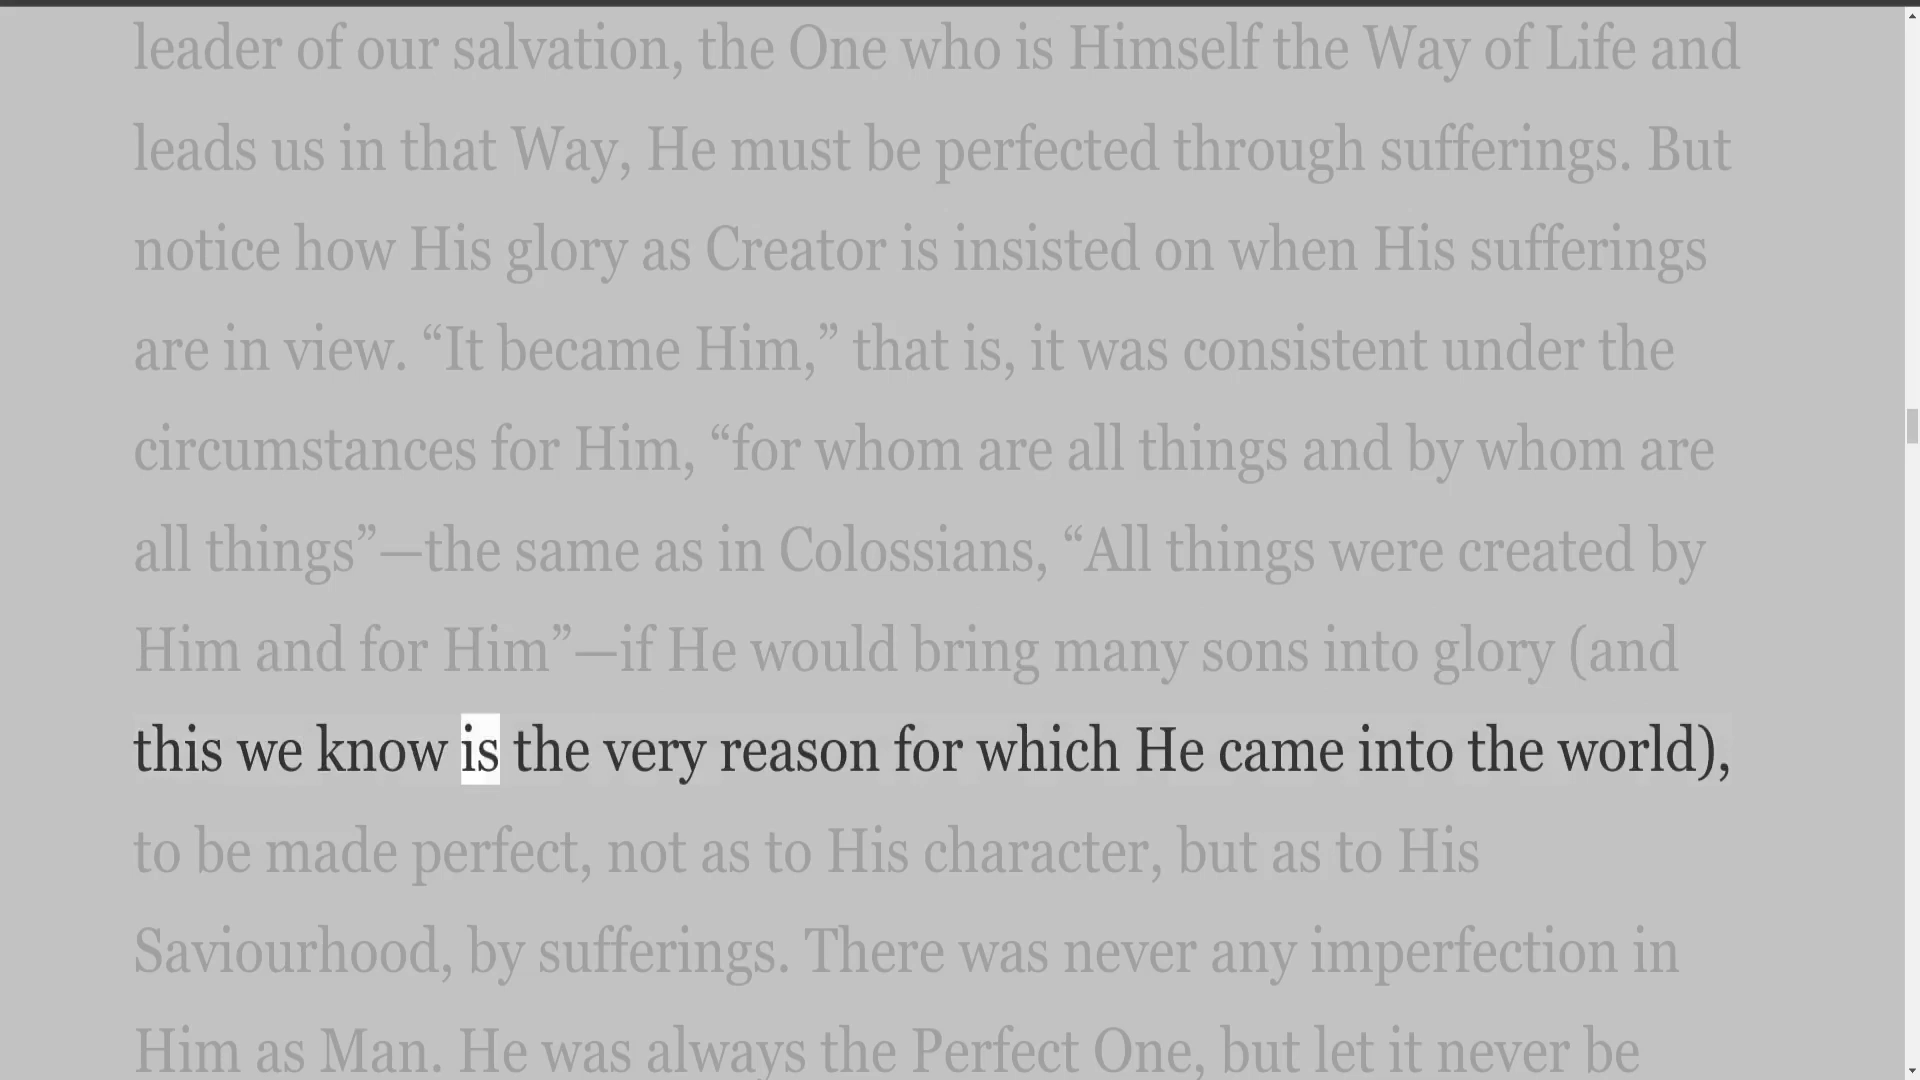 leader of our salvation, the One who is Himself the Way of Life and
leads us in that Way, He must be perfected through sufferings. But
notice how His glory as Creator is insisted on when His sufferings
are in view. “It became Him,” that is, it was consistent under the
circumstances for Him, “for whom are all things and by whom are
all things”—the same as in Colossians, “All things were created by
Him and for Him”—if He would bring many sons into glory (and
this we know is the very reason for which He came into the world),
to be made perfect, not as to His character, but as to His
Saviourhood, by sufferings. There was never any imperfection in
Him as Man. He was always the Perfect One, but let it never be